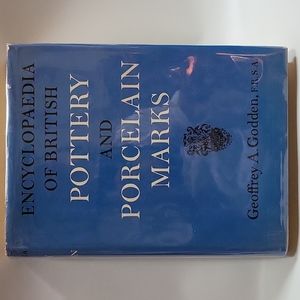 ENCYCLOPAEDIA
OF BRITISH
POTTERY
AND
PORCELAIN
MARKS
Geoffrey A. Godden, F.R.S.A.